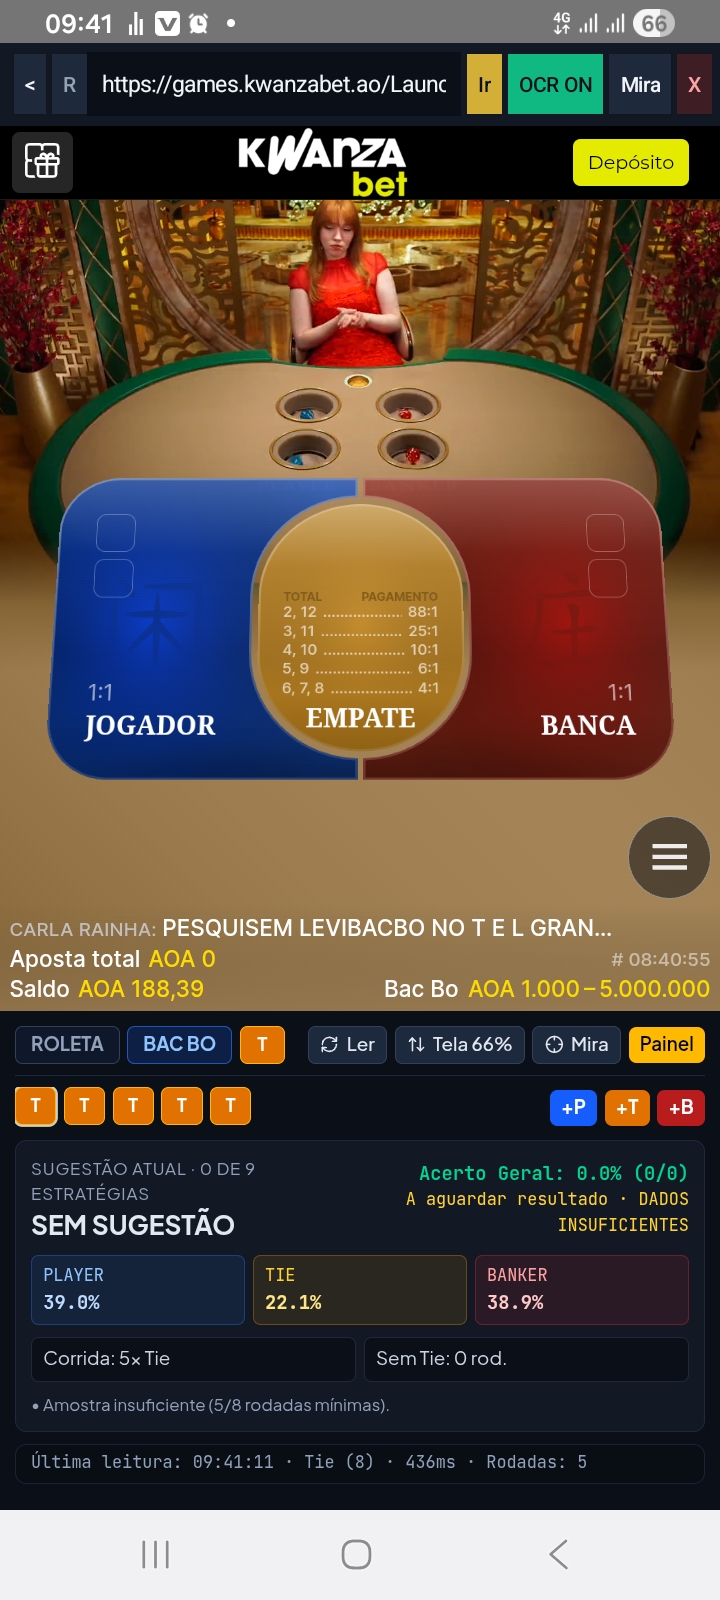 09:41
4G
66
<
R
https://games.kwanzabet.ao/Launc
Ir
OCR ON
Mira
X
KWANZA
bet
Depósito
TOTAL PAGAMENTO
2, 12 ........ 88:1
3, 11 ........ 25:1
4, 10 ........ 10:1
5, 9 ........ 6:1
6, 7, 8 ........ 4:1
EMPATE
闲
1:1
JOGADOR
庄
1:1
BANCA
CARLA RAINHA: PESQUISEM LEVIBACBO NO T E L GRAN...
Aposta total AOA 0
# 08:40:55
Saldo AOA 188,39
Bac Bo AOA 1.000–5.000.000
ROLETA
BAC BO
T
Ler
Tela 66%
Mira
Painel
T T T T T
+P +T +B
SUGESTÃO ATUAL · 0 DE 9
ESTRATÉGIAS
SEM SUGESTÃO
Acerto Geral: 0.0% (0/0)
A aguardar resultado · DADOS
INSUFICIENTES
PLAYER
39.0%
TIE
22.1%
BANKER
38.9%
Corrida: 5× Tie
Sem Tie: 0 rod.
• Amostra insuficiente (5/8 rodadas mínimas).
Última leitura: 09:41:11 · Tie (8) · 436ms · Rodadas: 5